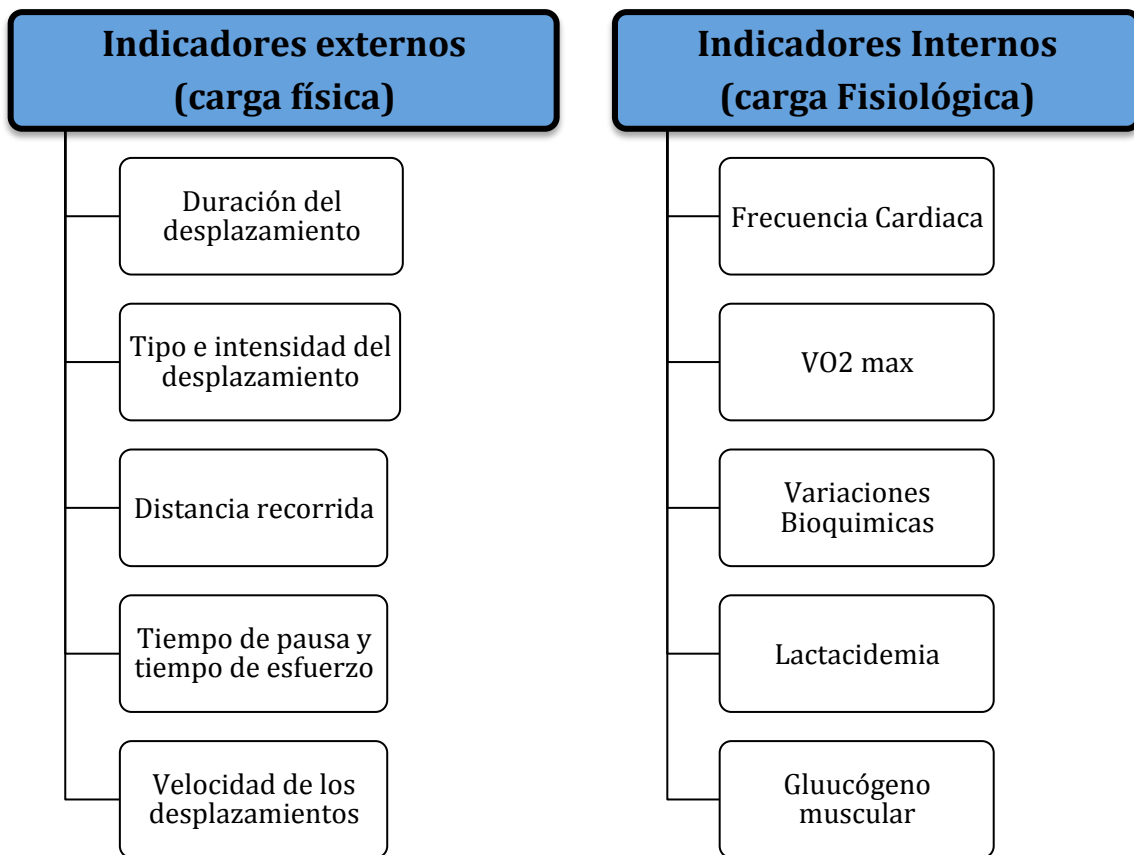 Indicadores externos
(carga física)
Duración del
desplazamiento
Tipo e intensidad del
desplazamiento
Distancia recorrida
Tiempo de pausa y
tiempo de esfuerzo
Velocidad de los
desplazamientos
Indicadores Internos
(carga Fisiológica)
Frecuencia Cardiaca
VO2 max
Variaciones
Bioquimicas
Lactacidemia
Gluucógeno
muscular